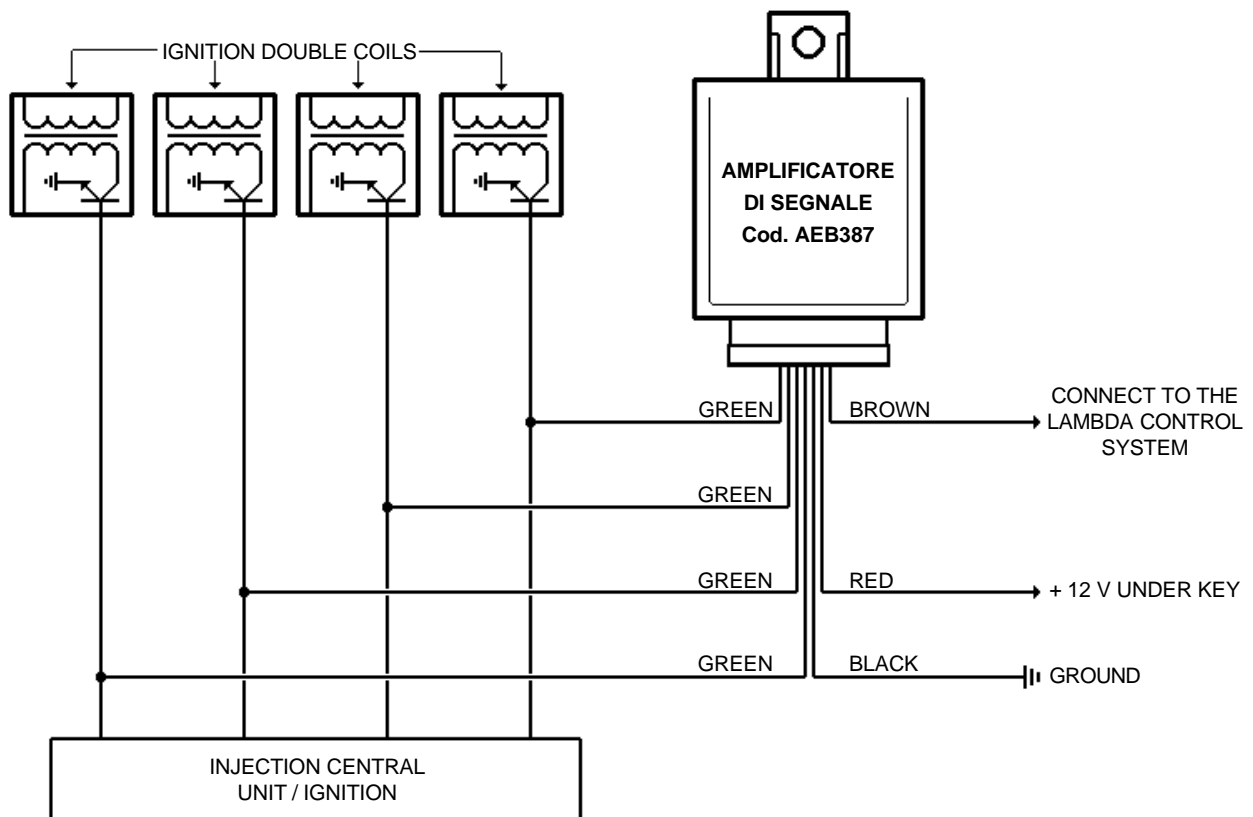 IGNITION DOUBLE COILS
AMPLIFICATORE
DI SEGNALE
Cod. AEB387
GREEN
BROWN
CONNECT TO THE
LAMBDA CONTROL
SYSTEM
GREEN
GREEN
RED
+ 12 V UNDER KEY
GREEN
BLACK
GROUND
INJECTION CENTRAL
UNIT / IGNITION